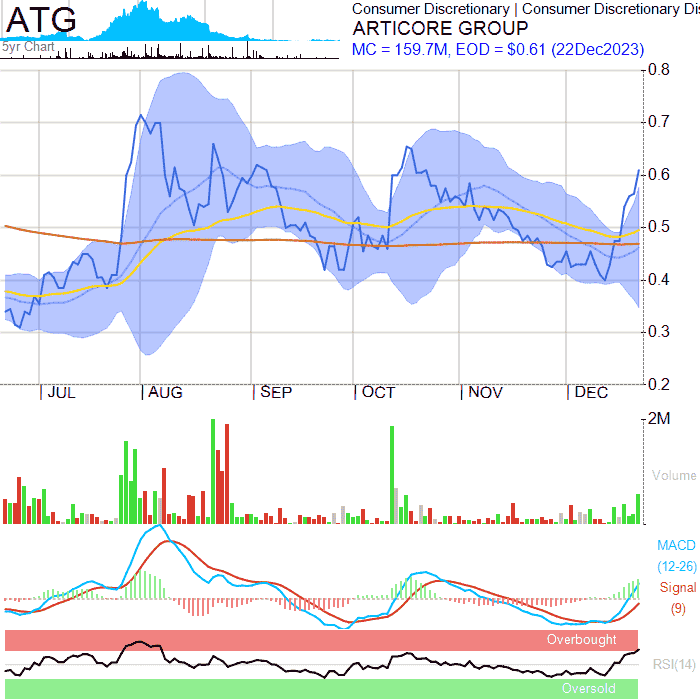 ATG
5yr Chart
Consumer Discretionary | Consumer Discretionary Dis
ARTICORE GROUP
MC = 159.7M, EOD = $0.61 (22Dec2023)
0.8
0.7
0.6
0.5
0.4
0.3
0.2
JUL AUG SEP OCT NOV DEC
2M
Volume
MACD
(12-26)
Signal
(9)
Overbought
RSI(14)
Oversold